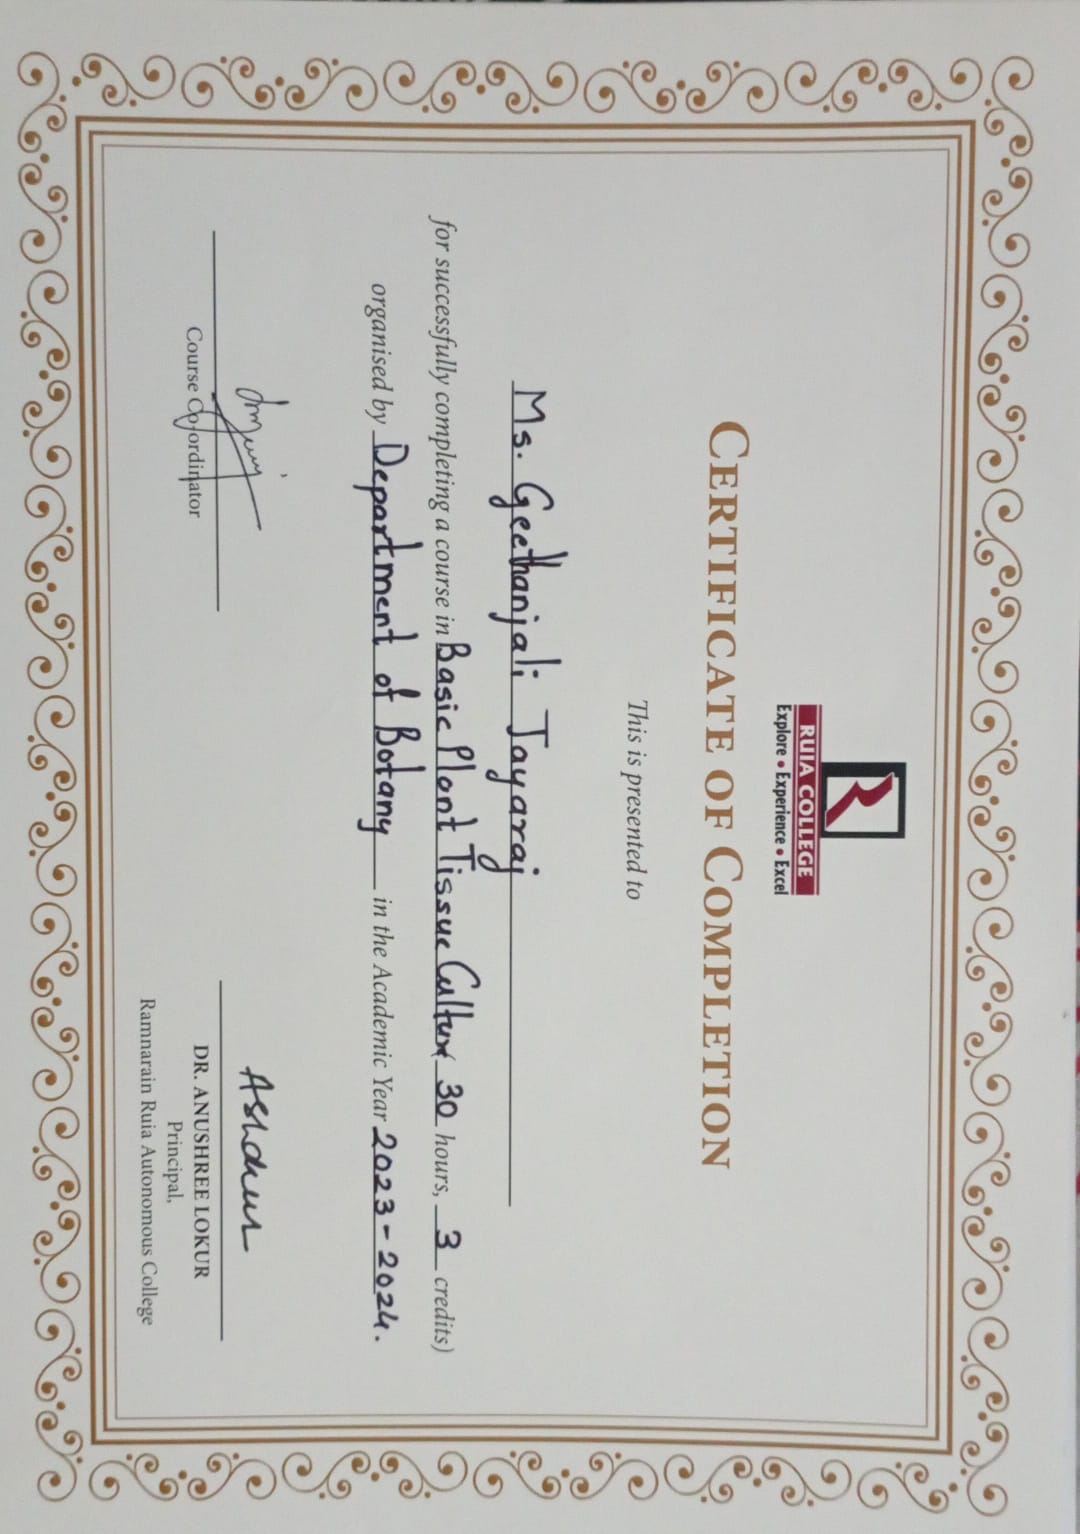 RUIA COLLEGE
Explore • Experience • Excel
CERTIFICATE OF COMPLETION
This is presented to
Ms. Geethanjali Jayaraj
for successfully completing a course in Basic Plant Tissue Culture 30 hours, 3 credits)
organised by Department of Botany in the Academic Year 2023-2024.
Course Co-ordinator
DR. ANUSHREE LOKUR
Principal,
Ramnarain Ruia Autonomous College